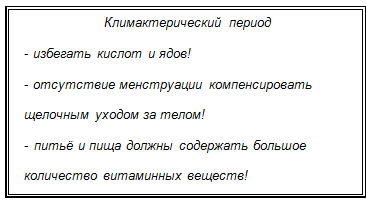 Климактерический период
- избегать кислот и ядов!
- отсутствие менструации компенсировать
щелочным уходом за телом!
- питьё и пища должны содержать большое
количество витаминных веществ!